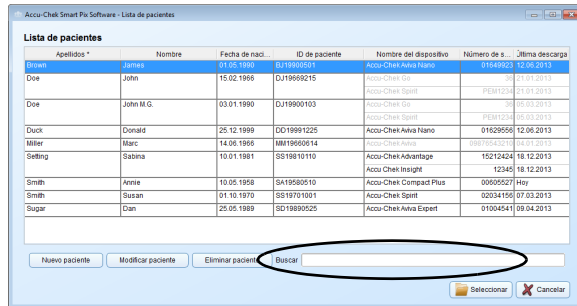 Accu-Chek Smart Pix Software - Lista de pacientes
Lista de pacientes
Apellidos * Nombre Fecha de naci... ID de paciente Nombre del dispositivo Número de s... Última descarga
Brown James 01.05.1990 BJ19900501 Accu-Chek Aviva Nano 01649923 12.06.2013
Doe John 15.02.1966 DJ19669215 Accu-Chek Go 36 21.01.2013
Accu-Chek Spirit PEM1234 21.01.2013
Doe John M.G. 03.01.1990 DJ19900103 Accu-Chek Go 36 05.03.2013
Accu-Chek Spirit PEM1234 05.03.2013
Duck Donald 25.12.1999 DD19991225 Accu-Chek Aviva Nano 01629556 12.06.2013
Miller Marc 14.06.1966 MM19660614 Accu-Chek Aviva 09876543210 04.01.2013
Setting Sabina 10.01.1981 SS19810110 Accu-Chek Advantage 15212424 18.12.2013
Accu Chek Insight 12345 18.12.2013
Smith Annie 10.05.1958 SA19580510 Accu-Chek Compact Plus 00605527 Hoy
Smith Susan 01.10.1970 SS19701001 Accu-Chek Spirit 02034156 07.03.2013
Sugar Dan 25.05.1989 SD19890525 Accu-Chek Aviva Expert 01004541 09.04.2013
Nuevo paciente Modificar paciente Eliminar paciente Buscar
Seleccionar Cancelar